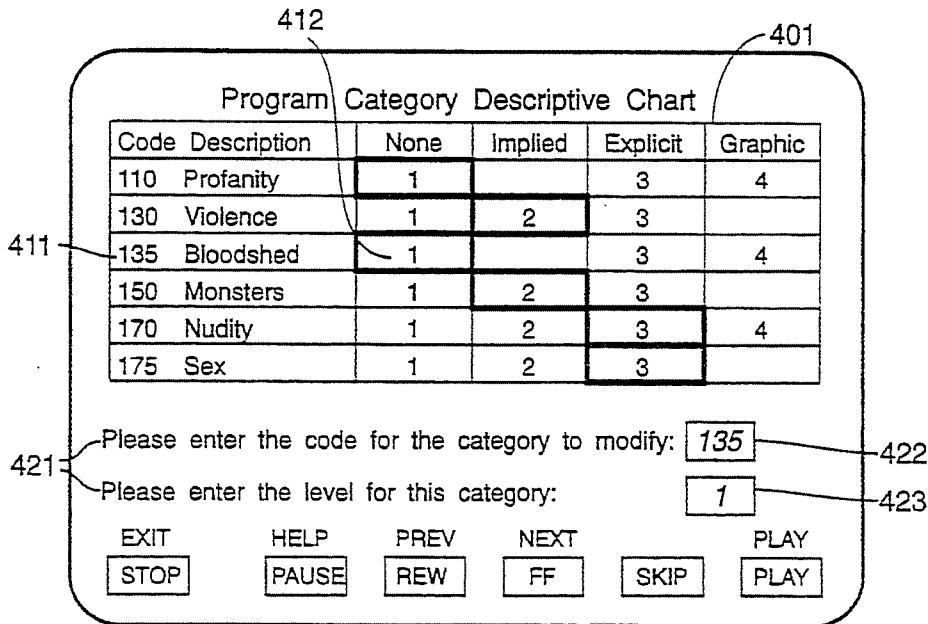 412
401
Program Category Descriptive Chart
Code Description None Implied Explicit Graphic
110 Profanity 1 3 4
130 Violence 1 2 3
411 135 Bloodshed 1 3 4
412
150 Monsters 1 2 3
170 Nudity 1 2 3 4
175 Sex 1 2 3
Please enter the code for the category to modify: 135 422
421
Please enter the level for this category: 1 423
EXIT HELP PREV NEXT PLAY
STOP PAUSE REW FF SKIP PLAY